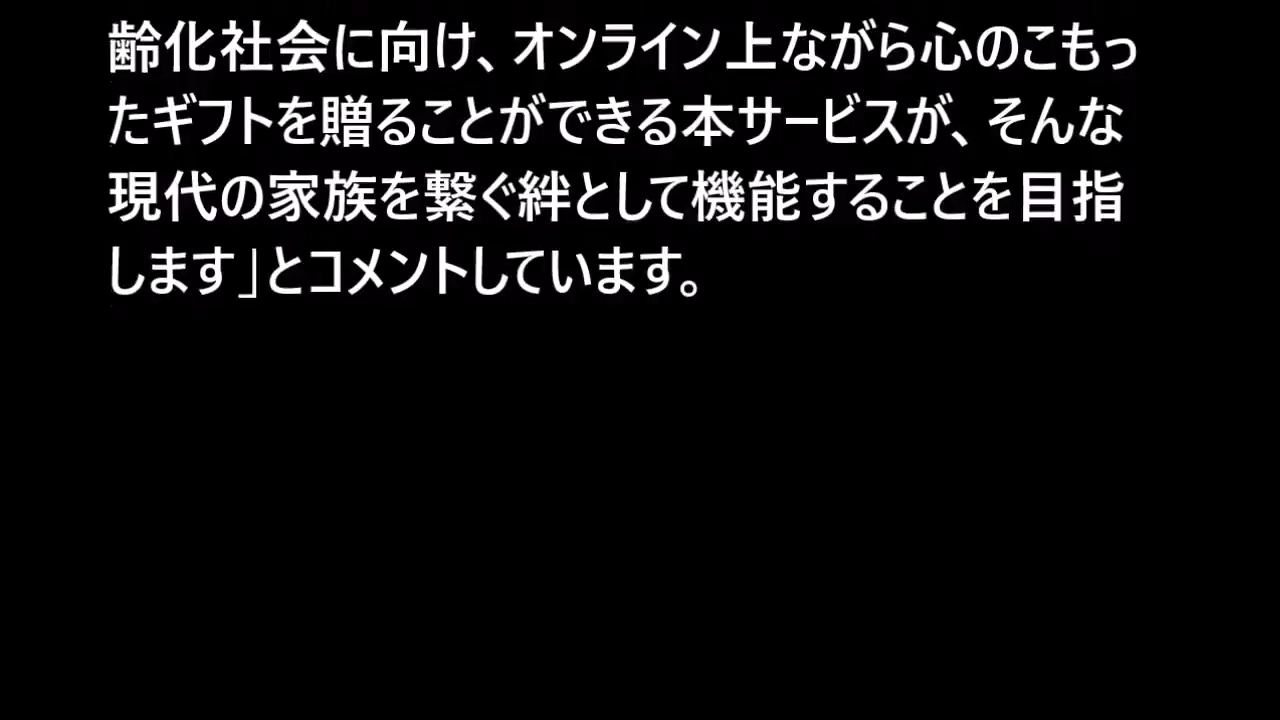 齢化社会に向け、オンライン上ながら心のこもっ
たギフトを贈ることができる本サービスが、そんな
現代の家族を繋ぐ絆として機能することを目指
します」とコメントしています。